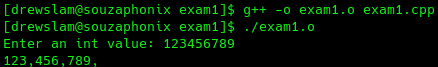 [drewslam@souzaphonix exam1]$ g++ -o exam1.o exam1.cpp
[drewslam@souzaphonix exam1]$ ./exam1.o
Enter an int value: 123456789
123,456,789,